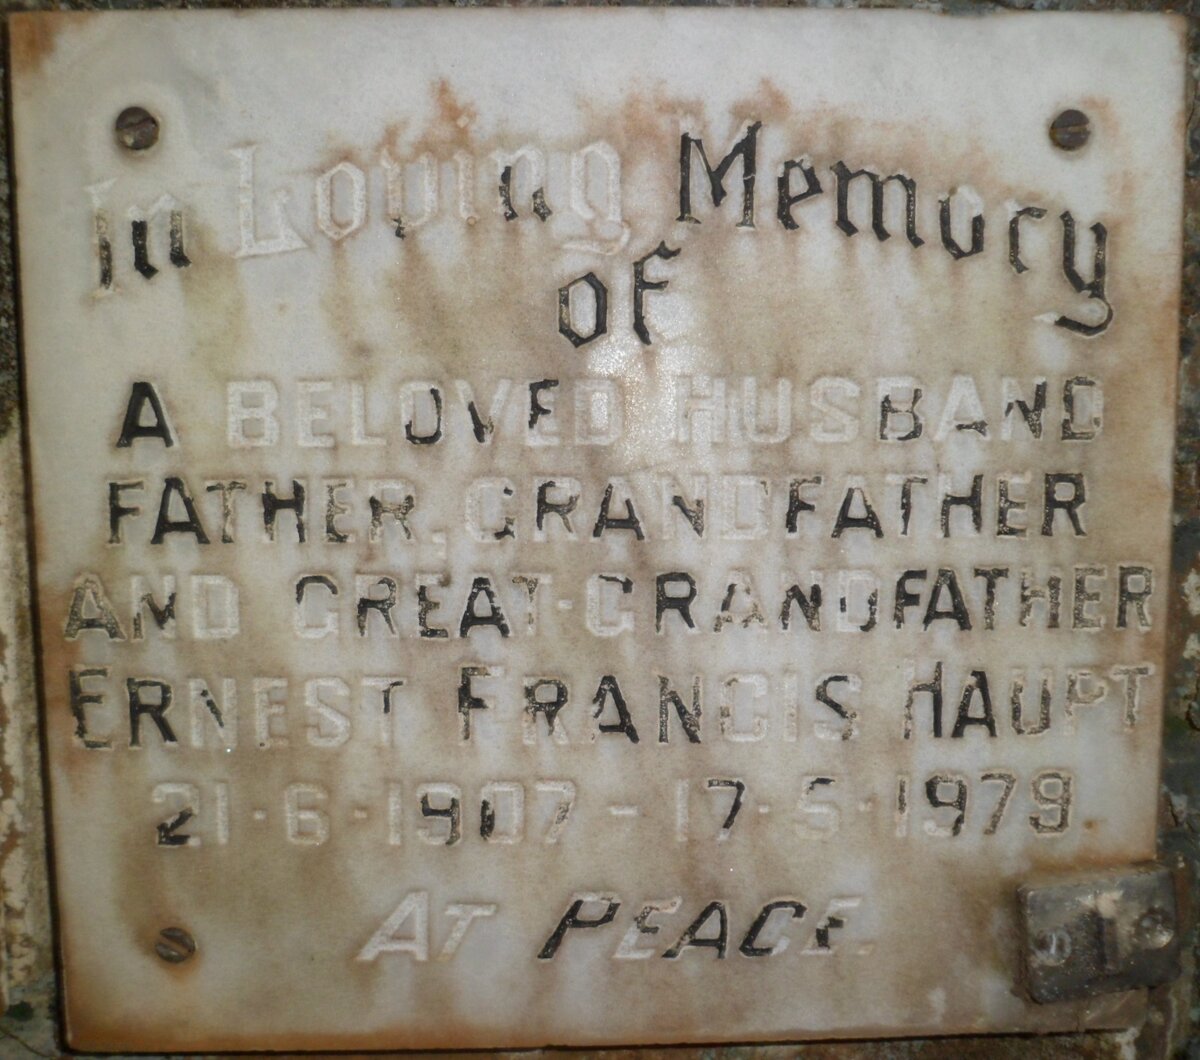 In Loving Memory
of
A BELOVED HUSBAND
FATHER, GRANDFATHER
AND GREAT-GRANDFATHER
ERNEST FRANCIS HAUPT
21·6·1907 – 17·5·1979
AT PEACE.